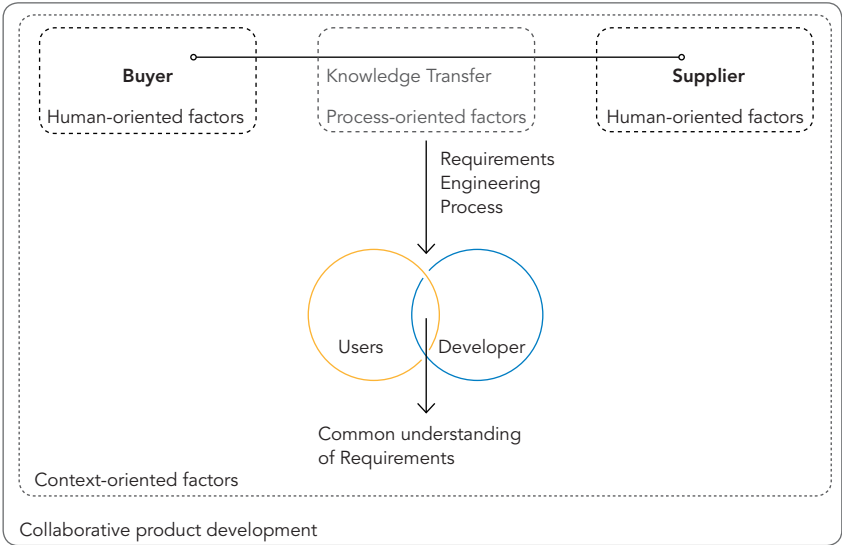 Buyer
Human-oriented factors
Knowledge Transfer
Process-oriented factors
Supplier
Human-oriented factors
Requirements
Engineering
Process
Users
Developer
Common understanding
of Requirements
Context-oriented factors
Collaborative product development